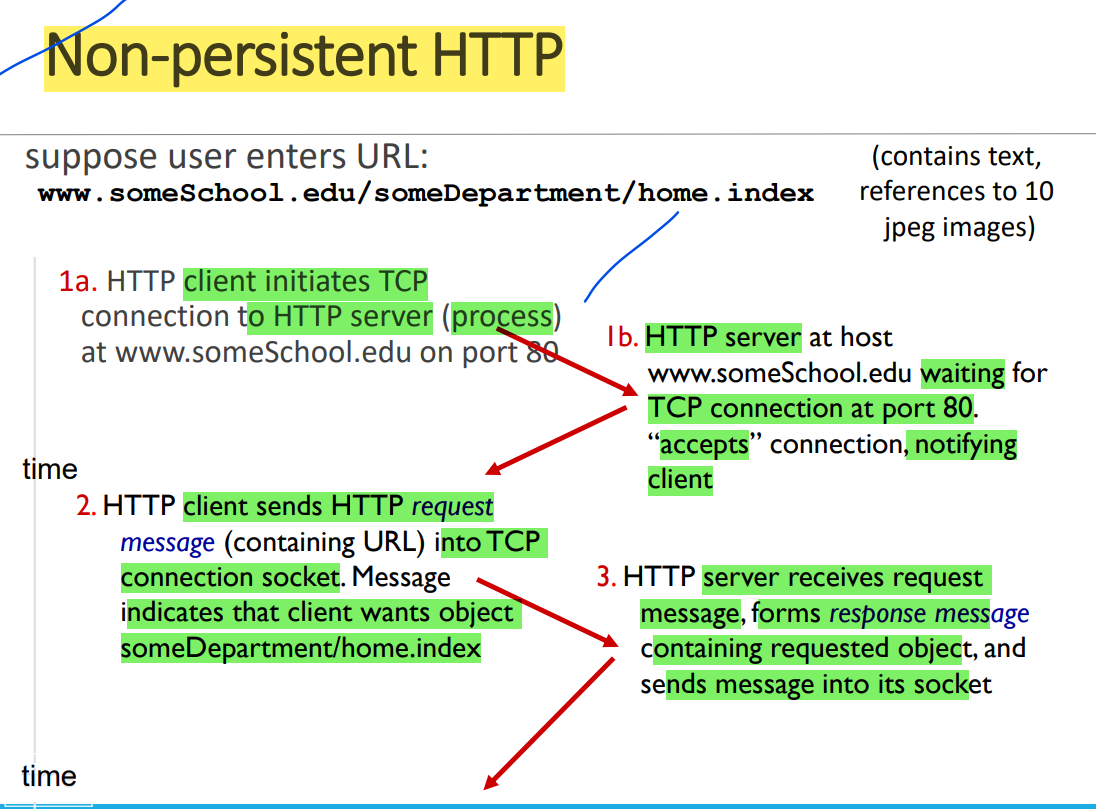 Non-persistent HTTP
suppose user enters URL:
www.someSchool.edu/someDepartment/home.index
(contains text,
references to 10
jpeg images)
1a. HTTP client initiates TCP
connection to HTTP server (process)
at www.someSchool.edu on port 80
1b. HTTP server at host
www.someSchool.edu waiting for
TCP connection at port 80.
“accepts” connection, notifying
client
time
2. HTTP client sends HTTP request
message (containing URL) into TCP
connection socket. Message
indicates that client wants object
someDepartment/home.index
3. HTTP server receives request
message, forms response message
containing requested object, and
sends message into its socket
time